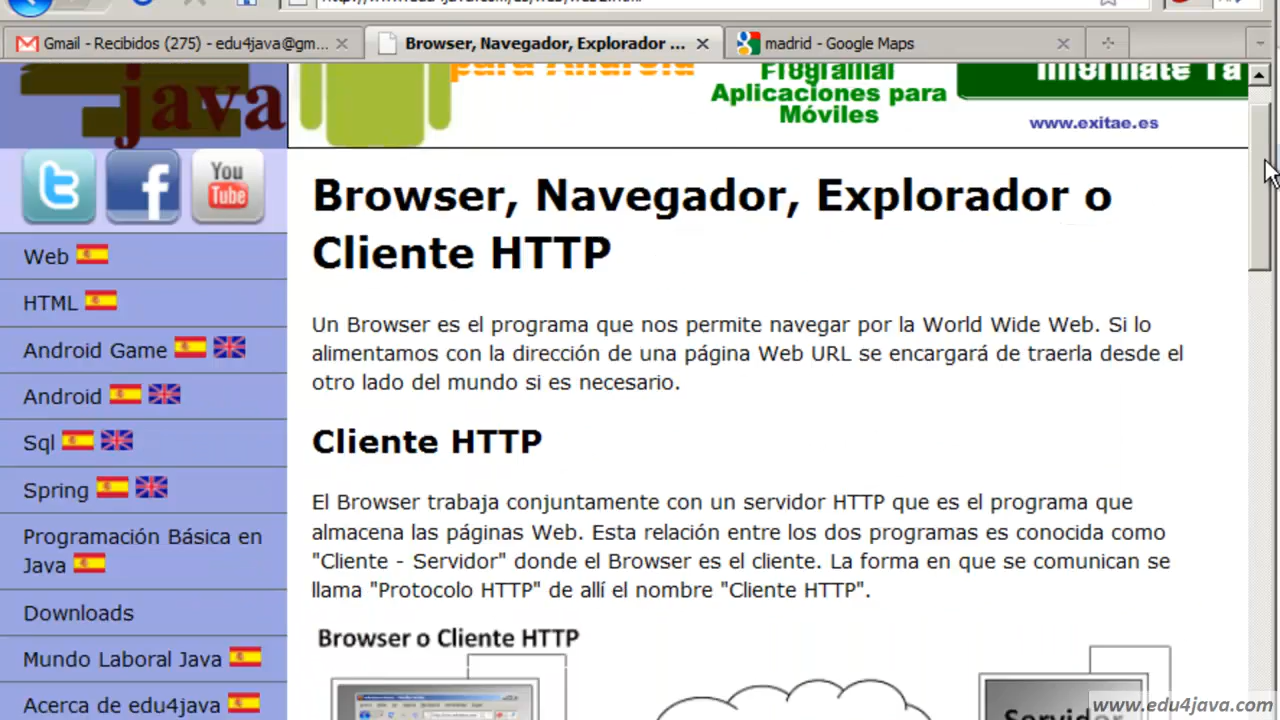 Gmail - Recibidos (275) - edu4java@gm...
Browser, Navegador, Explorador ...
madrid - Google Maps
java
para Android
Programar
Aplicaciones para
Móviles
www.exitae.es
You
Tube
Web
HTML
Android Game
Android
Sql
Spring
Programación Básica en
Java
Downloads
Mundo Laboral Java
Acerca de edu4java
Browser, Navegador, Explorador o
Cliente HTTP
Un Browser es el programa que nos permite navegar por la World Wide Web. Si lo
alimentamos con la dirección de una página Web URL se encargará de traerla desde el
otro lado del mundo si es necesario.
Cliente HTTP
El Browser trabaja conjuntamente con un servidor HTTP que es el programa que
almacena las páginas Web. Esta relación entre los dos programas es conocida como
"Cliente - Servidor" donde el Browser es el cliente. La forma en que se comunican se
llama "Protocolo HTTP" de allí el nombre "Cliente HTTP".
Browser o Cliente HTTP
Servidor
www.edu4java.com